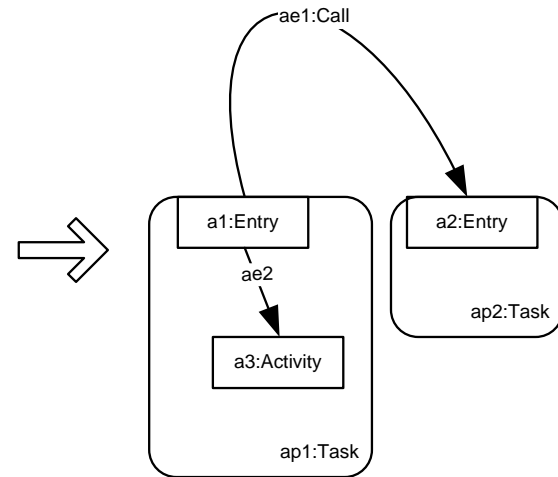 ae1:Call
a1:Entry
a2:Entry
ae2
ap2:Task
a3:Activity
ap1:Task